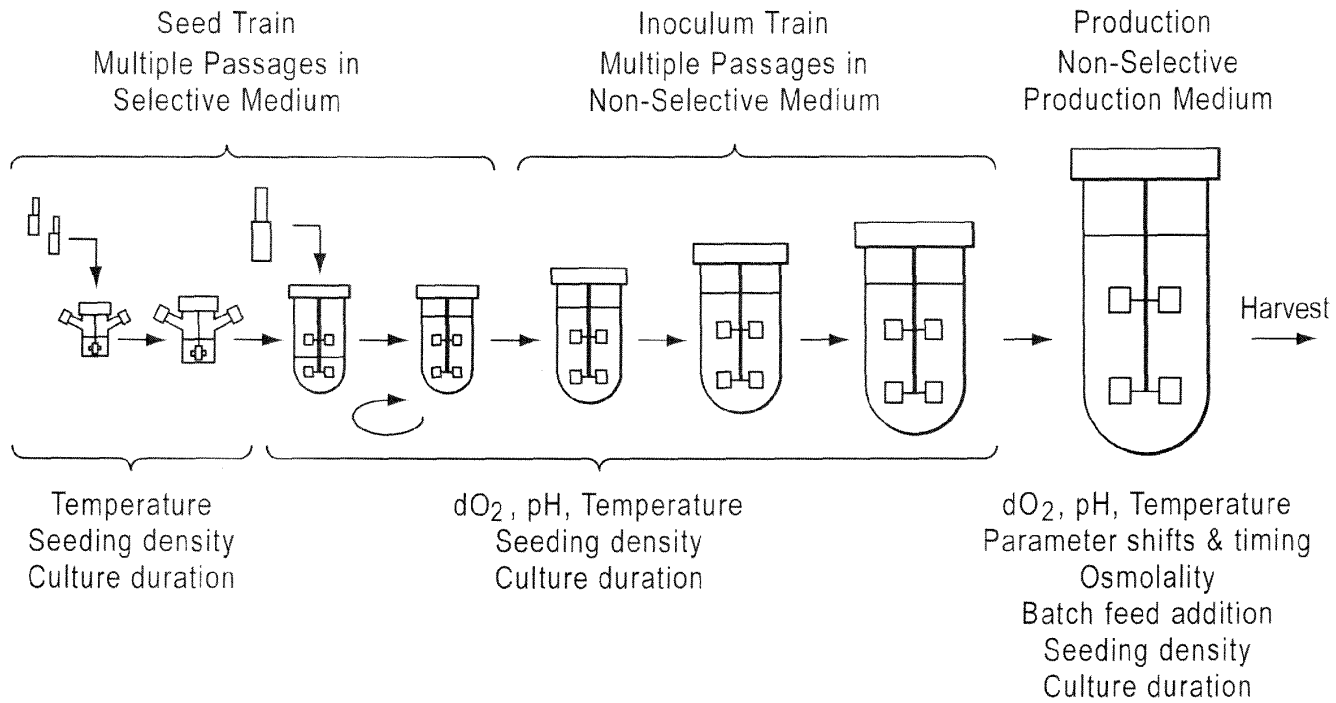 Seed Train
Multiple Passages in
Selective Medium
Inoculum Train
Multiple Passages in
Non-Selective Medium
Production
Non-Selective
Production Medium
Harvest
Temperature
Seeding density
Culture duration
dO₂, pH, Temperature
Seeding density
Culture duration
dO₂, pH, Temperature
Parameter shifts & timing
Osmolality
Batch feed addition
Seeding density
Culture duration